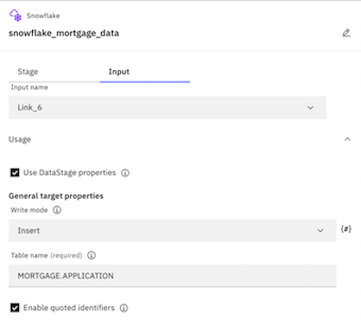 Snowflake
snowflake_mortgage_data
Stage Input
Input name
Link_6
Usage
Use DataStage properties
General target properties
Write mode
Insert {#}
Table name (required)
MORTGAGE.APPLICATION
Enable quoted identifiers